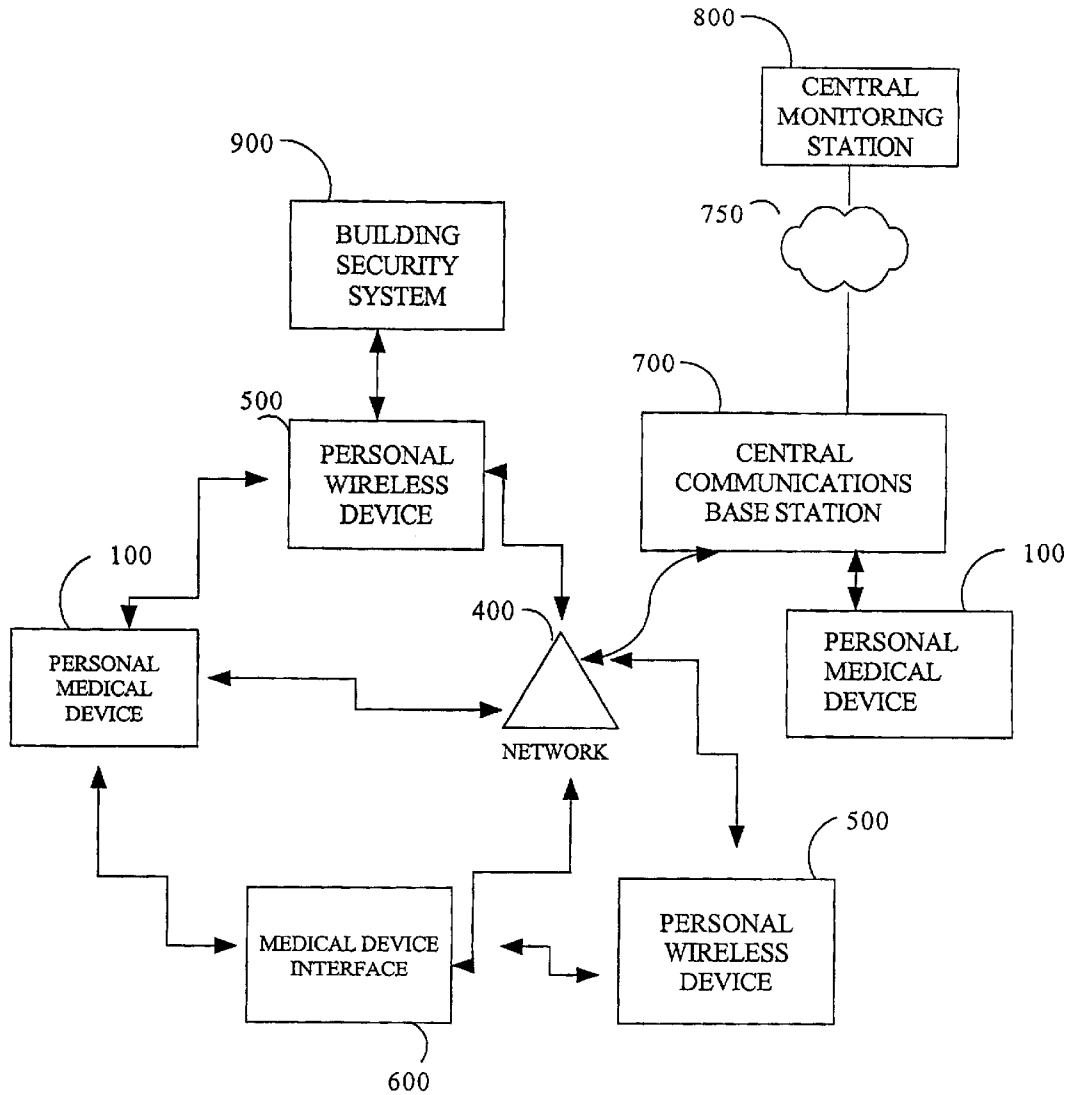 800
CENTRAL
MONITORING
STATION
900
750
BUILDING
SECURITY
SYSTEM
700
500
PERSONAL
WIRELESS
DEVICE
CENTRAL
COMMUNICATIONS
BASE STATION
100
100
400
PERSONAL
MEDICAL
DEVICE
PERSONAL
MEDICAL
DEVICE
NETWORK
500
PERSONAL
WIRELESS
DEVICE
MEDICAL DEVICE
INTERFACE
600